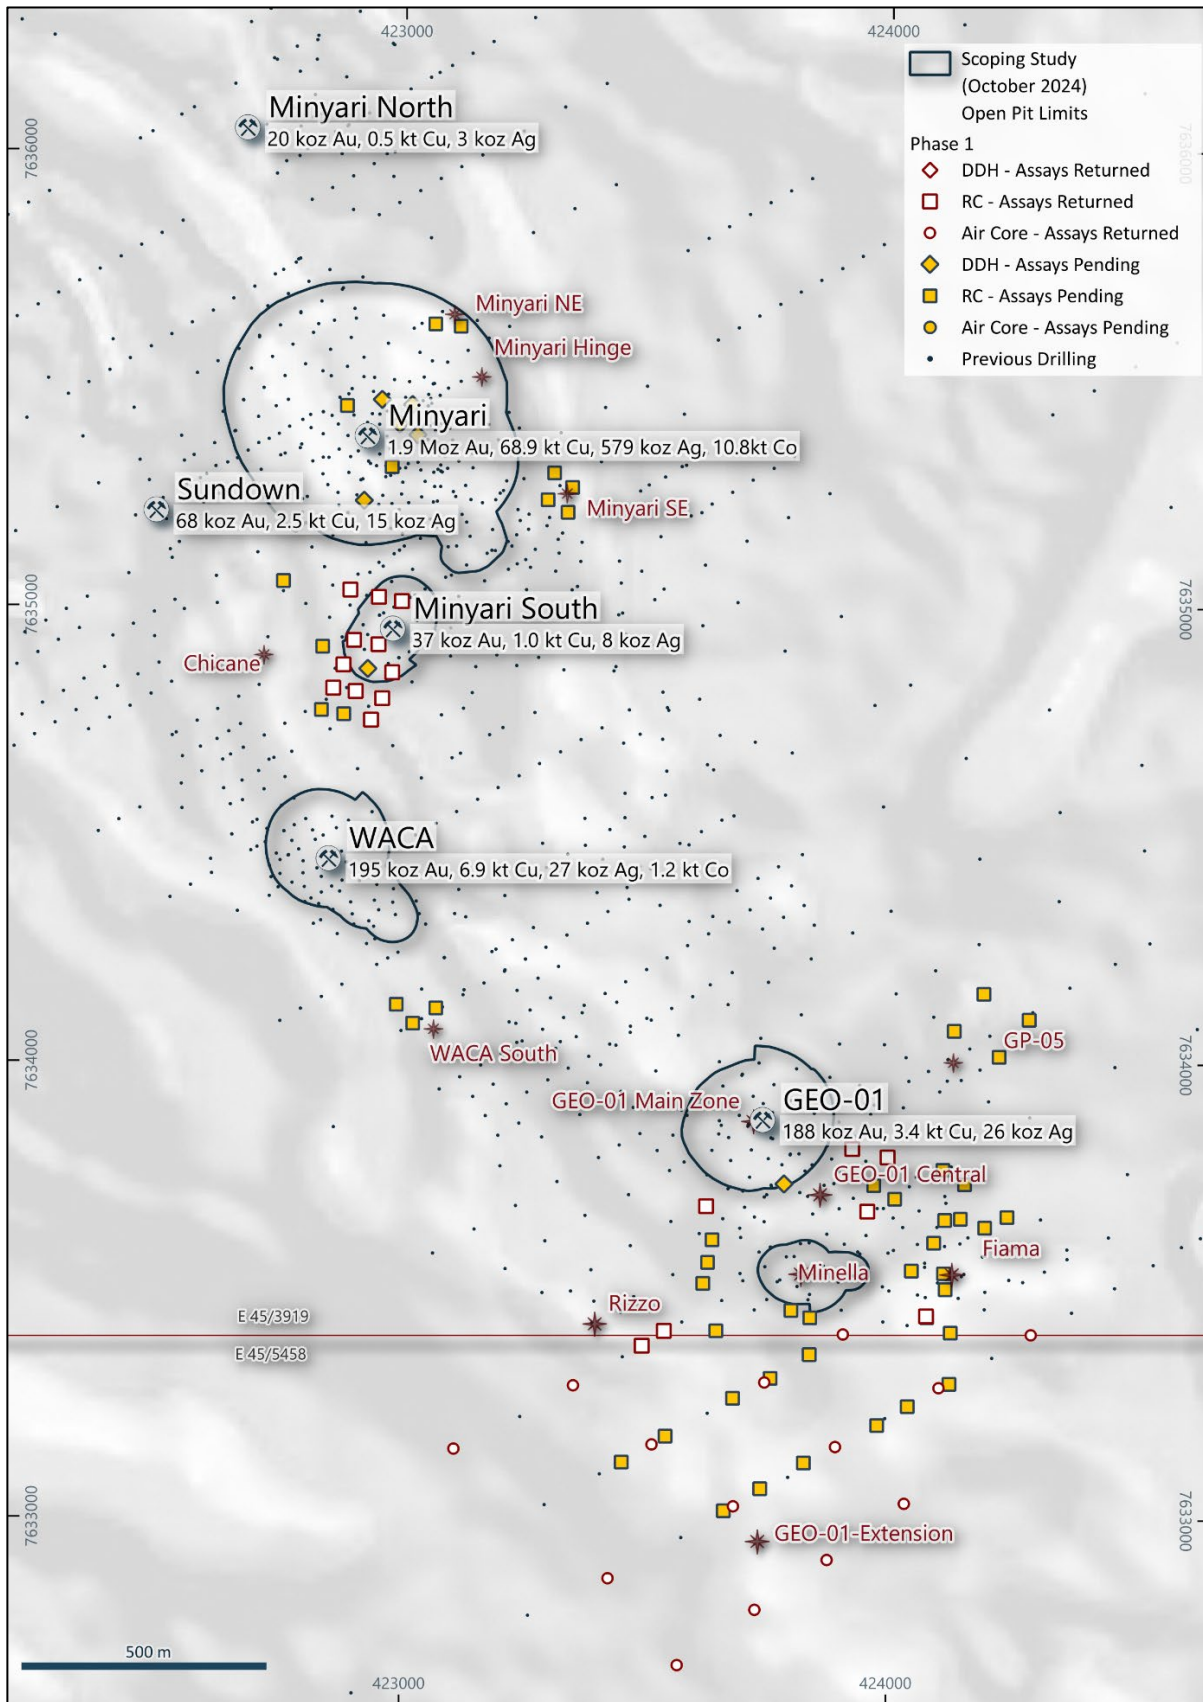 423000
424000
Scoping Study
(October 2024)
Open Pit Limits
Phase 1
DDH - Assays Returned
RC - Assays Returned
Air Core - Assays Returned
DDH - Assays Pending
RC - Assays Pending
Air Core - Assays Pending
Previous Drilling
Minyari North
20 koz Au, 0.5 kt Cu, 3 koz Ag
7636000
7636000
Minyari NE
Minyari Hinge
Minyari
1.9 Moz Au, 68.9 kt Cu, 579 koz Ag, 10.8kt Co
Sundown
68 koz Au, 2.5 kt Cu, 15 koz Ag
Minyari SE
7635000
7635000
Minyari South
37 koz Au, 1.0 kt Cu, 8 koz Ag
Chicane
WACA
195 koz Au, 6.9 kt Cu, 27 koz Ag, 1.2 kt Co
WACA South
GP-05
7634000
7634000
GEO-01 Main Zone
GEO-01
188 koz Au, 3.4 kt Cu, 26 koz Ag
GEO-01 Central
Fiama
Minella
Rizzo
E 45/3919
E 45/5458
7633000
7633000
GEO-01-Extension
500 m
423000
424000